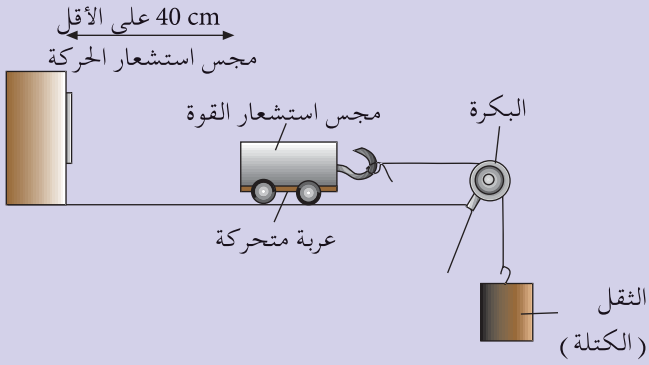 40 cm على الأقل
مجس استشعار الحركة
مجس استشعار القوة
البكرة
عربة متحركة
الثقل
(الكتلة)